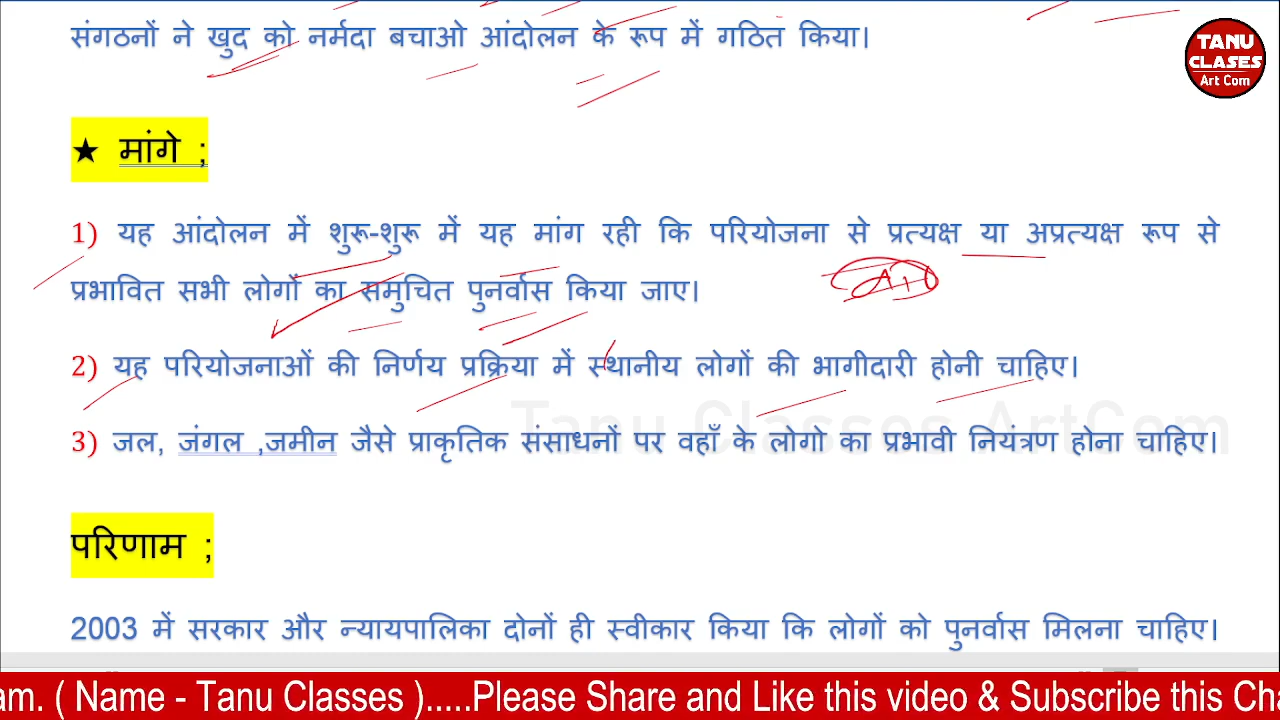 संगठनों ने खुद को नर्मदा बचाओ आंदोलन के रूप में गठित किया।
TANU
CLASES
Art Com
★ मांगे ;
1) यह आंदोलन में शुरू-शुरू में यह मांग रही कि परियोजना से प्रत्यक्ष या अप्रत्यक्ष रूप से
प्रभावित सभी लोगों का समुचित पुनर्वास किया जाए।
2) यह परियोजनाओं की निर्णय प्रक्रिया में स्थानीय लोगों की भागीदारी होनी चाहिए।
Tanu Classes ArtCom
3) जल, जंगल ,जमीन जैसे प्राकृतिक संसाधनों पर वहाँ के लोगो का प्रभावी नियंत्रण होना चाहिए।
परिणाम ;
2003 में सरकार और न्यायपालिका दोनों ही स्वीकार किया कि लोगों को पुनर्वास मिलना चाहिए।
am. ( Name - Tanu Classes ).....Please Share and Like this video & Subscribe this Cha